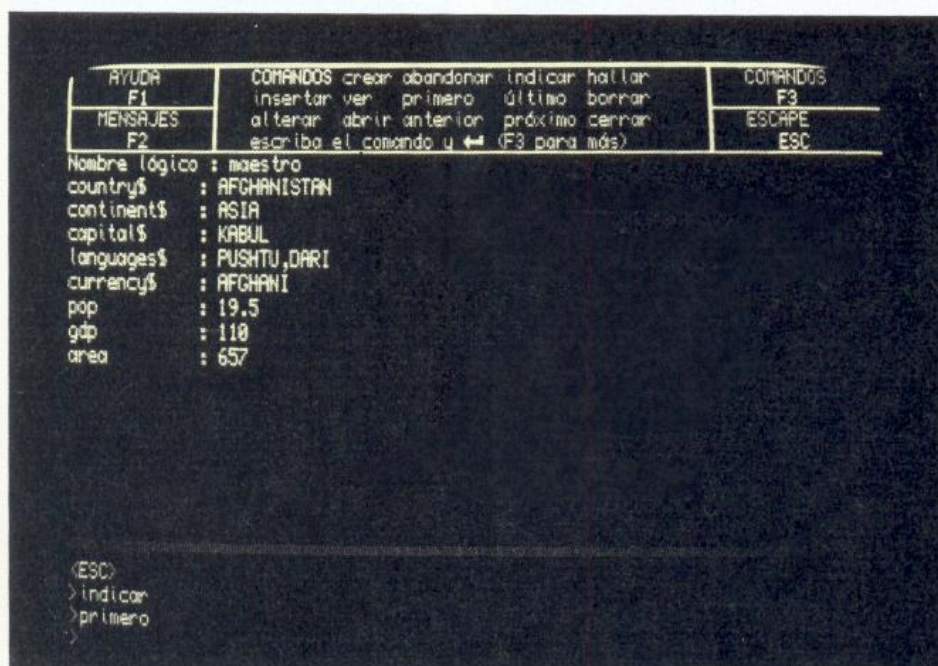 AYUDA COMANDOS crear abandonar indicar hallar COMANDOS
F1 insertar ver primero último borrar F3
MENSAJES alterar abrir anterior próximo cerrar ESCAPE
F2 escriba el comando y ↵ (F3 para más) ESC
Nombre lógico : maestro
country$ : AFGHANISTAN
continent$ : ASIA
capital$ : KABUL
languages$ : PUSHTU,DARI
currency$ : AFGHANI
pop : 19.5
gdp : 110
area : 657
<ESC>
>indicar
>primero
>